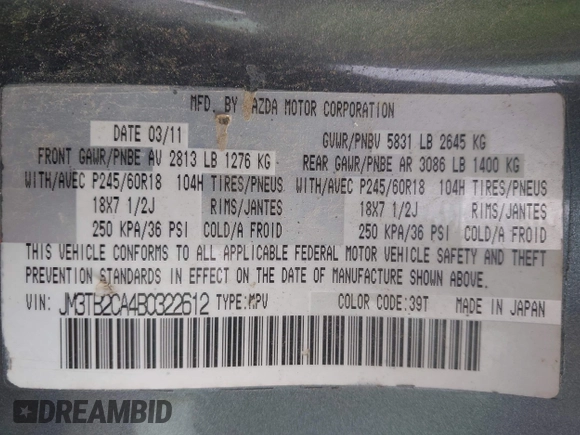 MFD. BY AZDA MOTOR CORPORATION
DATE 03/11 GVWR/PNBV 5831 LB 2645 KG
FRONT GAWR/PNBE AV 2813 LB 1276 KG REAR GAWR/PNBE AR 3086 LB 1400 KG
WITH/AVEC P245/60R18 104H TIRES/PNEUS WITH/AVEC P245/60R18 104H TIRES/PNEUS
18X7 1/2J RIMS/JANTES 18X7 1/2J RIMS/JANTES
250 KPA/36 PSI COLD/A FROID 250 KPA/36 PSI COLD/A FROID
THIS VEHICLE CONFORMS TO ALL APPLICABLE FEDERAL MOTOR VEHICLE SAFETY AND THEFT
PREVENTION STANDARDS IN EFFECT ON THE DATE OF MANUFACTURE SHOWN ABOVE.
VIN: JM3TB2CA4BC322612 TYPE:MPV COLOR CODE:39T MADE IN JAPAN
DREAMBID